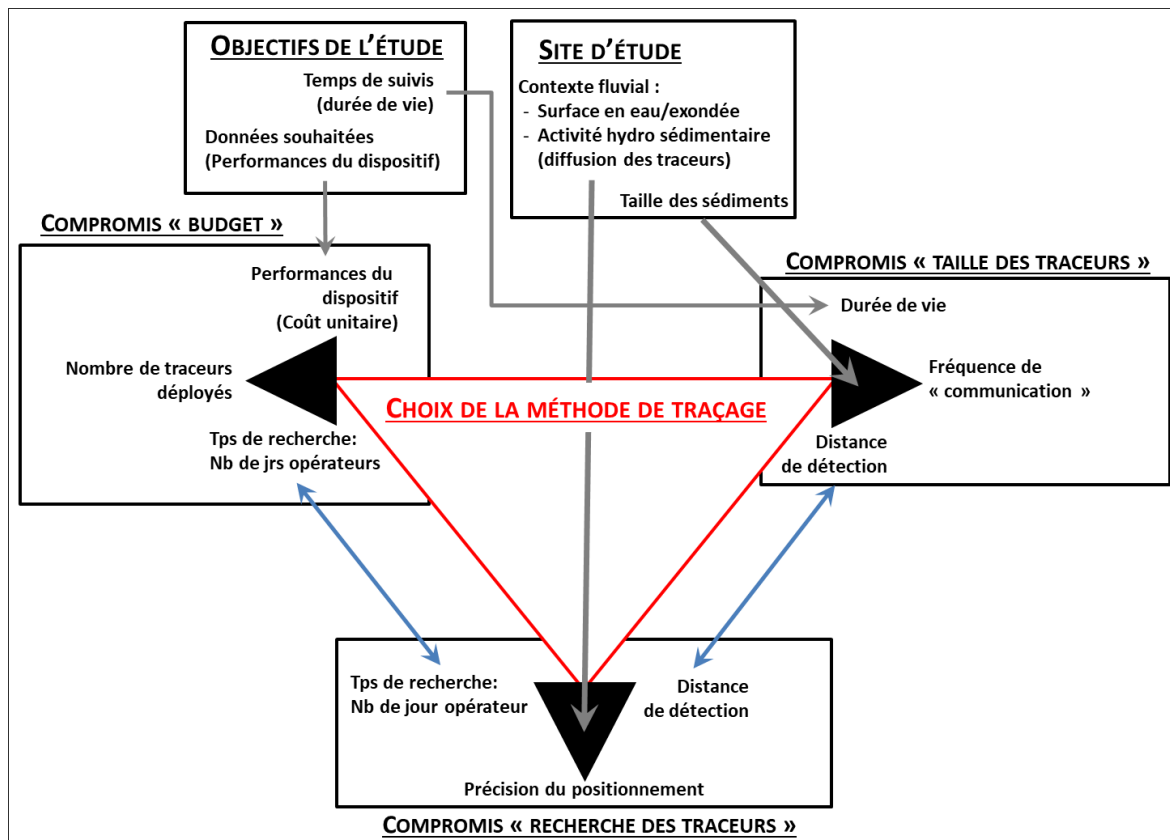 OBJECTIFS DE L'ÉTUDE
Temps de suivis
(durée de vie)
Données souhaitées
(Performances du dispositif)
SITE D'ÉTUDE
Contexte fluvial :
- Surface en eau/exondée
- Activité hydro sédimentaire
(diffusion des traceurs)
Taille des sédiments
COMPROMIS « BUDGET »
Performances du
dispositif
(Coût unitaire)
Nombre de traceurs
déployés
Tps de recherche:
Nb de jrs opérateurs
COMPROMIS « TAILLE DES TRACEURS »
Durée de vie
Fréquence de
« communication »
Distance
de détection
CHOIX DE LA MÉTHODE DE TRAÇAGE
Tps de recherche:
Nb de jour opérateur
Distance
de détection
Précision du positionnement
COMPROMIS « RECHERCHE DES TRACEURS »